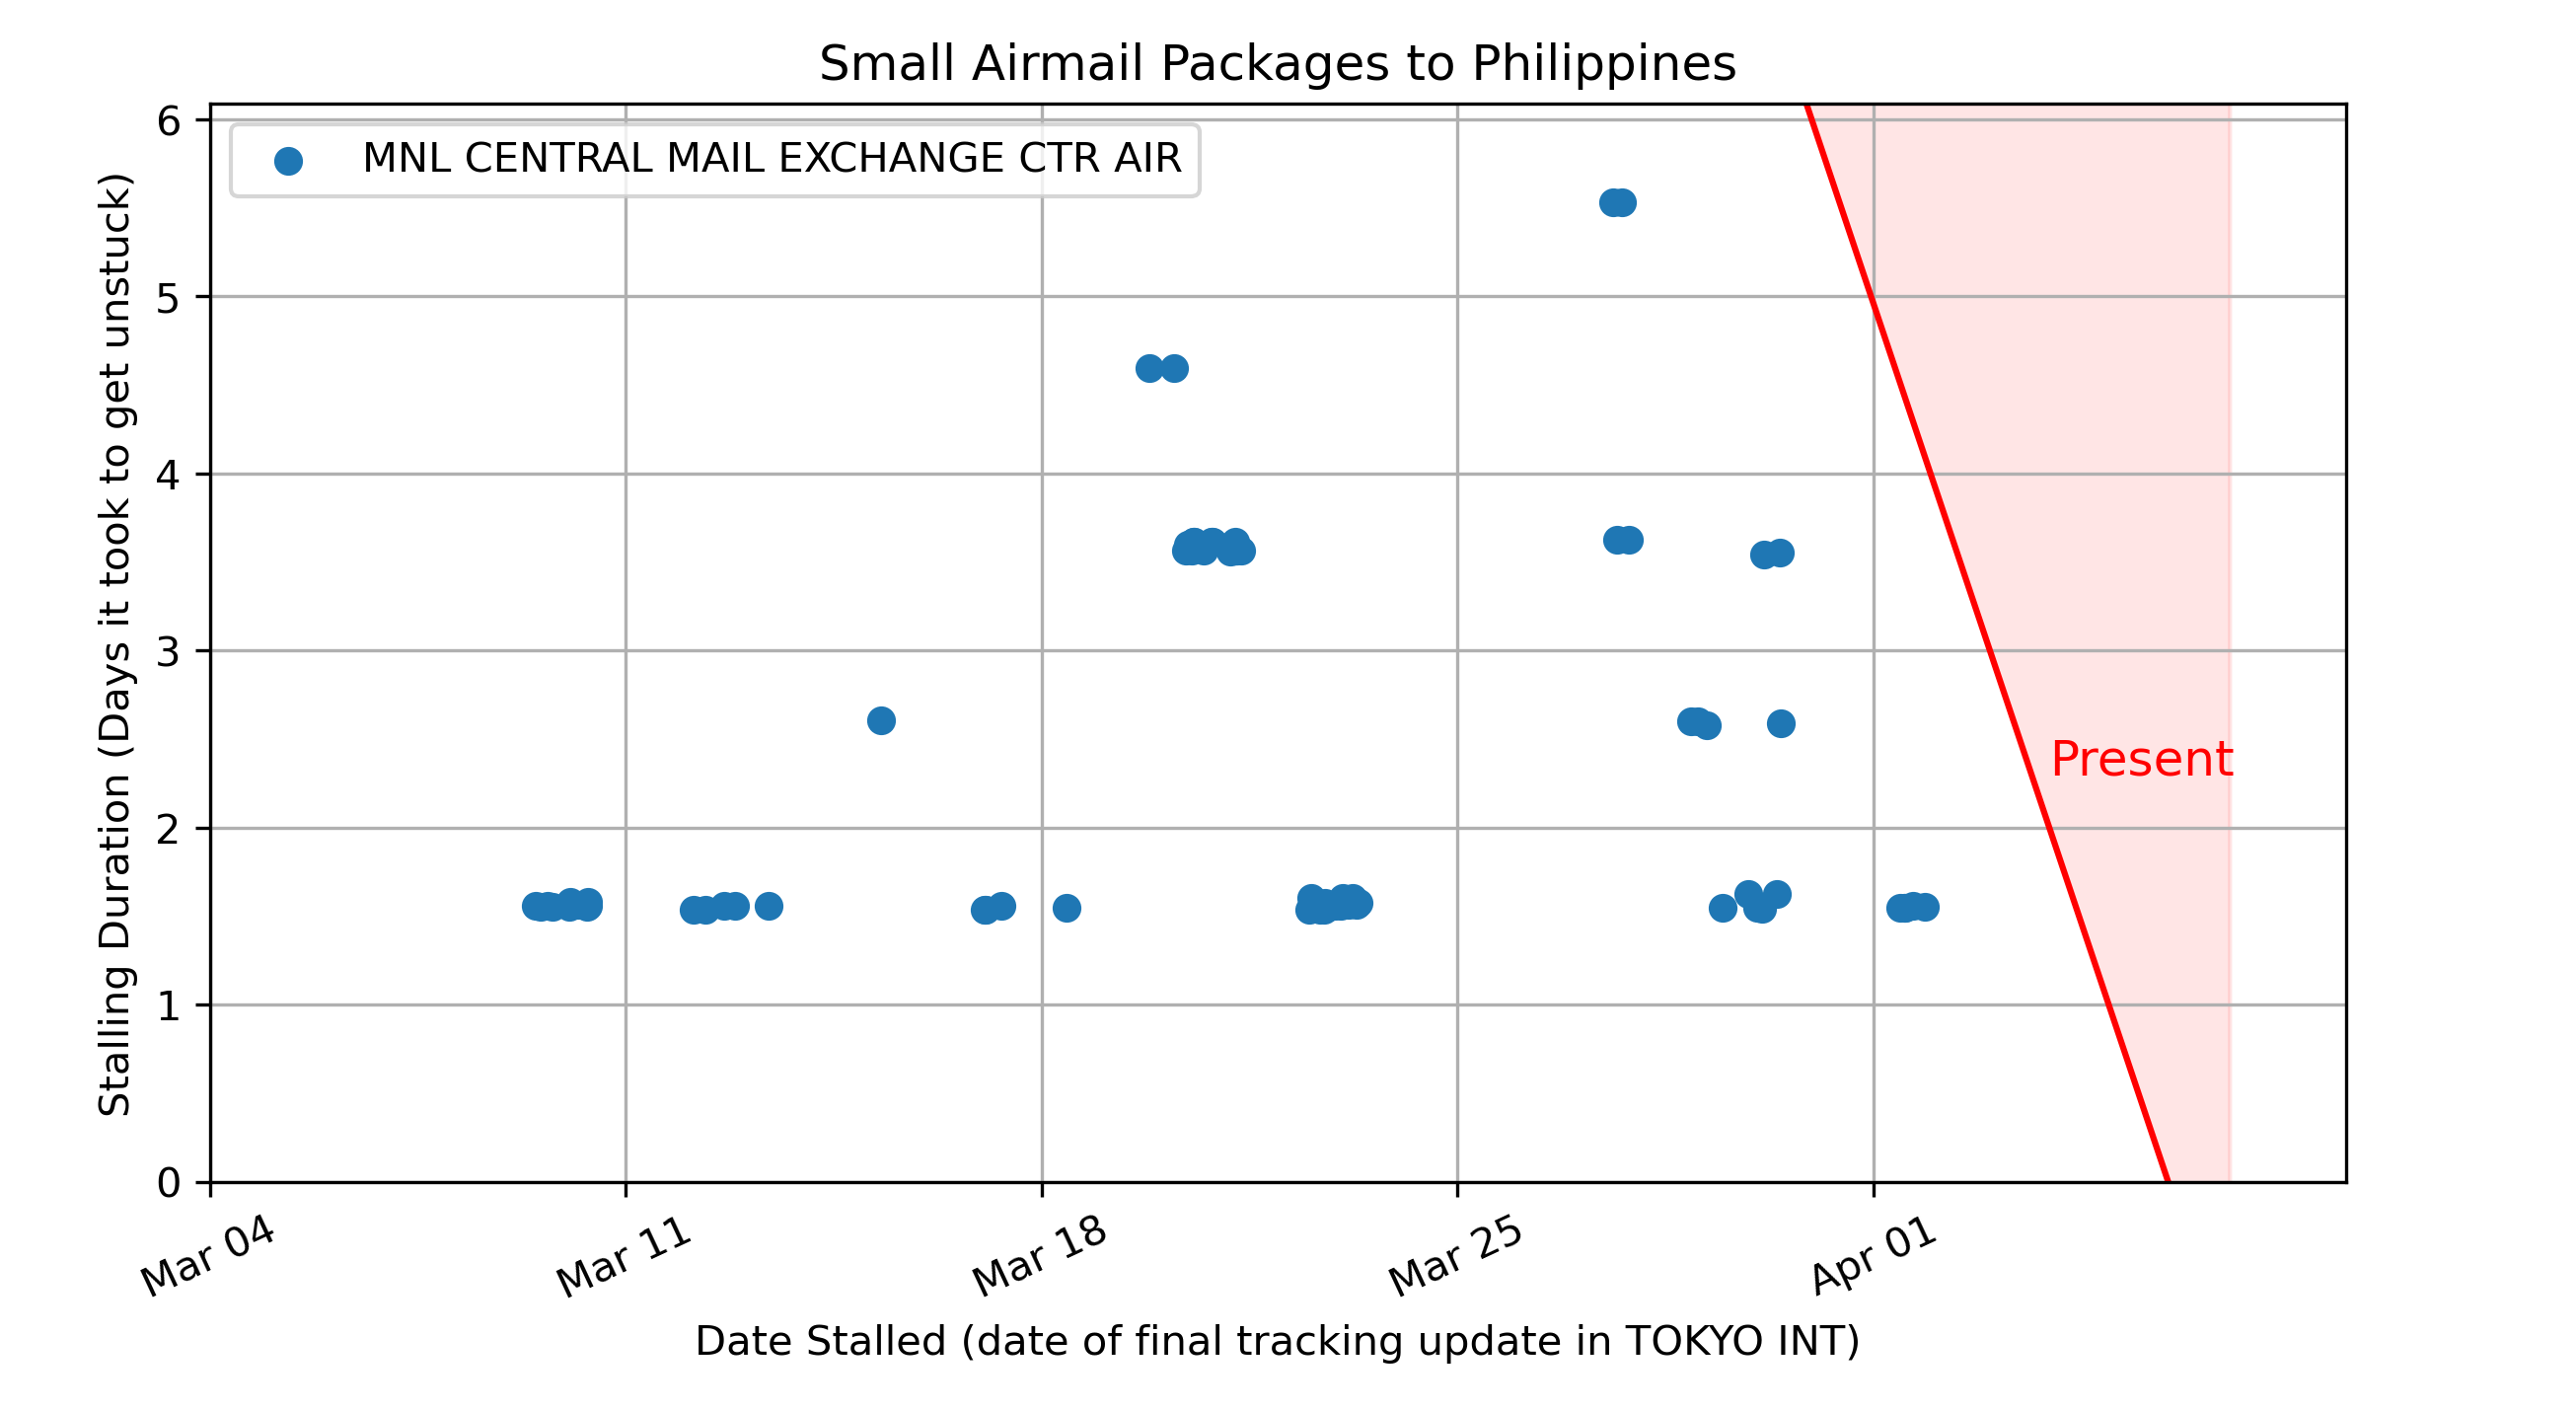 Small Airmail Packages to Philippines
MNL CENTRAL MAIL EXCHANGE CTR AIR
Stalling Duration (Days it took to get unstuck)
6
5
4
3
2
1
0
Present
Mar 04
Mar 11
Mar 18
Mar 25
Apr 01
Date Stalled (date of final tracking update in TOKYO INT)